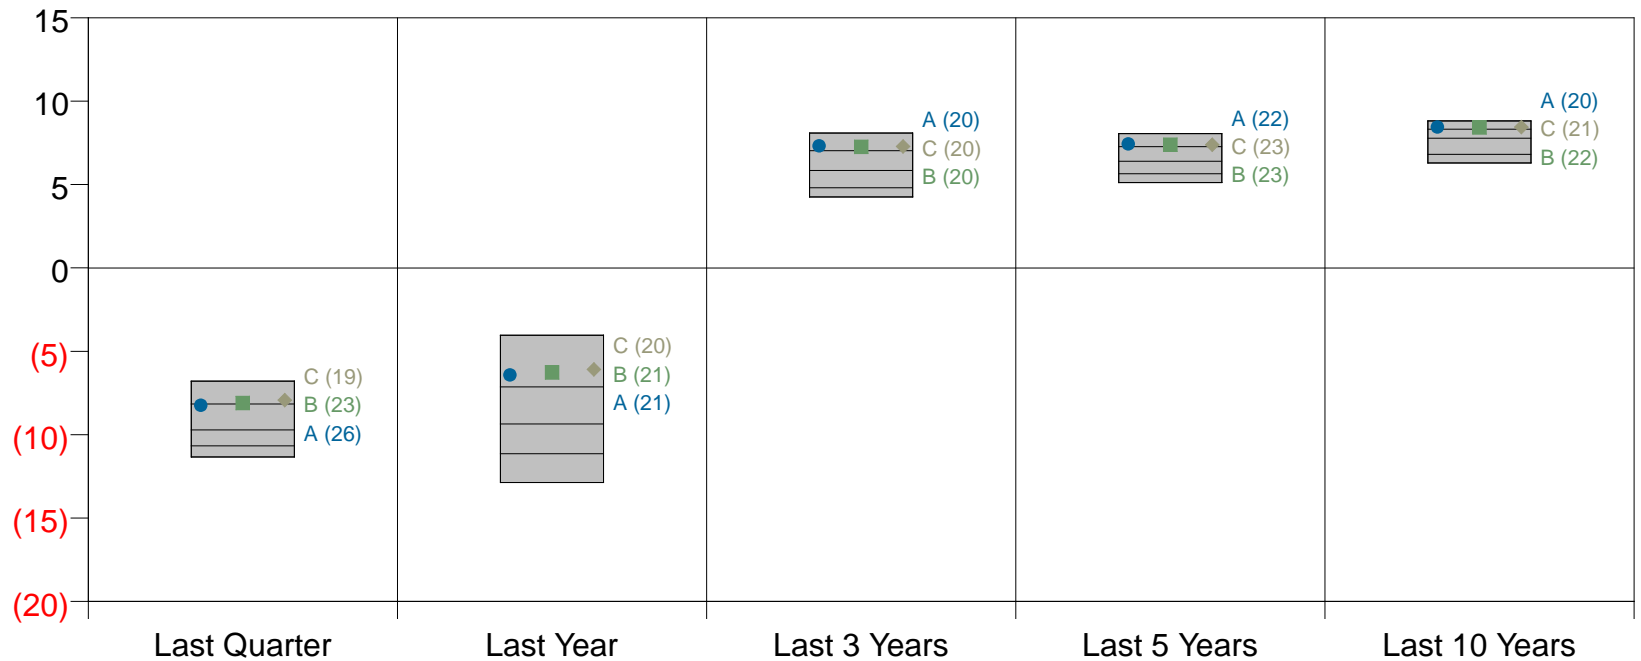 15
10
5
0
(5)
(10)
(15)
(20)
C (19)
B (23)
A (26)
C (20)
B (21)
A (21)
A (20)
C (20)
B (20)
A (22)
C (23)
B (23)
A (20)
C (21)
B (22)
Last Quarter
Last Year
Last 3 Years
Last 5 Years
Last 10 Years